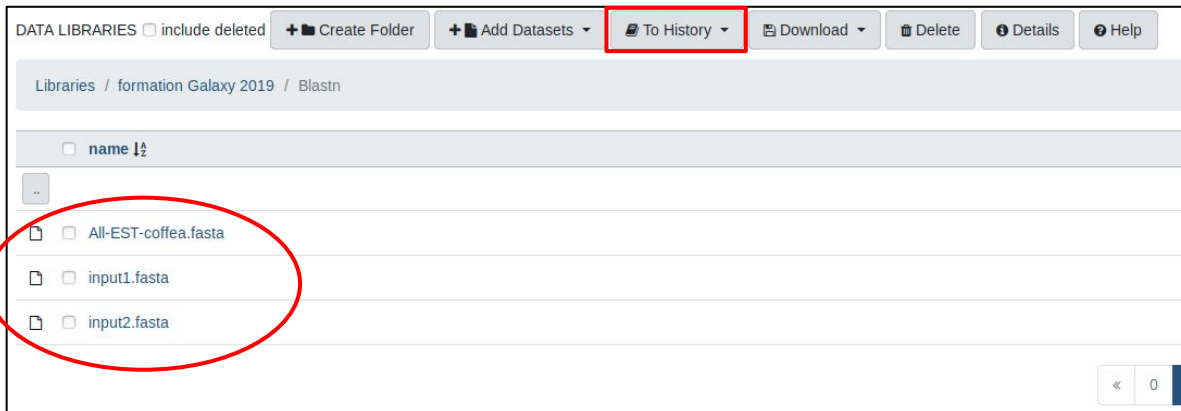 DATA LIBRARIES include deleted Create Folder Add Datasets To History Download Delete Details Help
Libraries / formation Galaxy 2019 / Blastn
name
..
All-EST-coffea.fasta
input1.fasta
input2.fasta
« 0